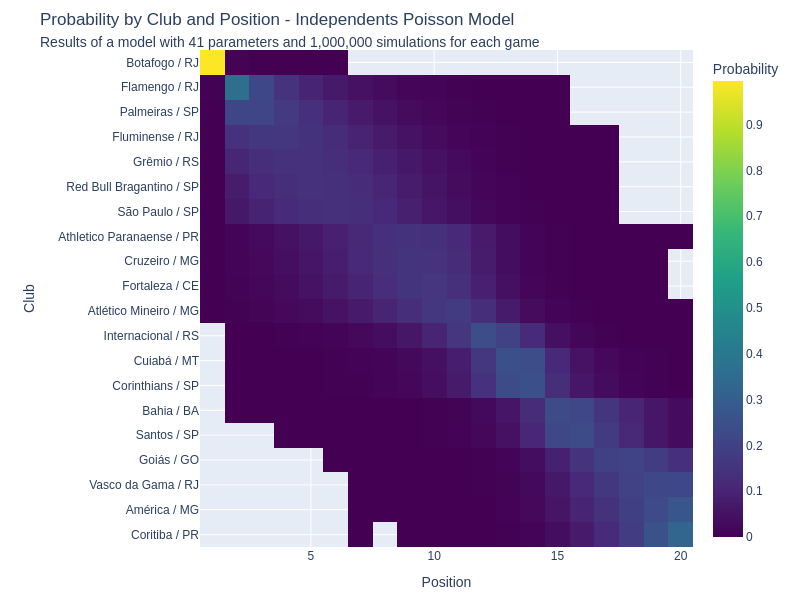 Probability by Club and Position - Independents Poisson Model
Results of a model with 41 parameters and 1,000,000 simulations for each game
Probability
Botafogo / RJ
Flamengo / RJ
Palmeiras / SP
Fluminense / RJ
Grêmio / RS
Red Bull Bragantino / SP
São Paulo / SP
Athletico Paranaense / PR
Cruzeiro / MG
Fortaleza / CE
Atlético Mineiro / MG
Internacional / RS
Cuiabá / MT
Corinthians / SP
Bahia / BA
Santos / SP
Goiás / GO
Vasco da Gama / RJ
América / MG
Coritiba / PR
Club
5
10
15
20
Position
0.9
0.8
0.7
0.6
0.5
0.4
0.3
0.2
0.1
0